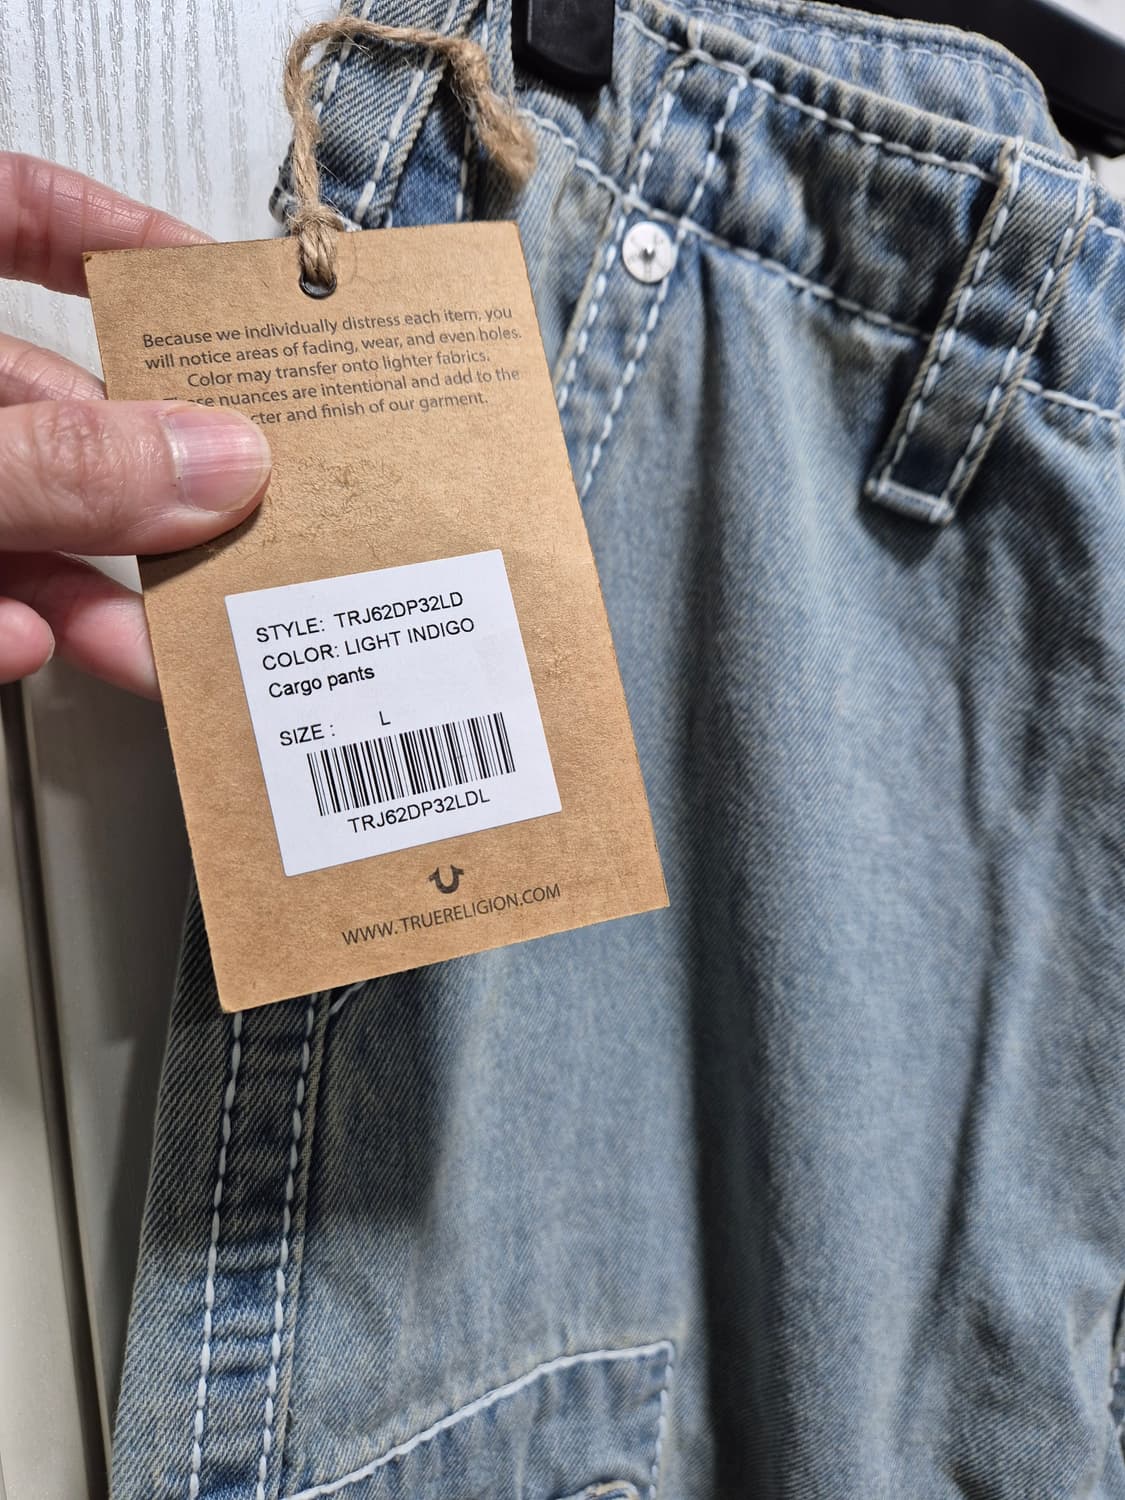 Because we individually distress each item, you
will notice areas of fading, wear, and even holes.
Color may transfer onto lighter fabrics.
nuances are intentional and add to the
and finish of our garment.
STYLE: TRJ62DP32LD
COLOR: LIGHT INDIGO
Cargo pants
SIZE : L
TRJ62DP32LDL
WWW.TRUERELIGION.COM